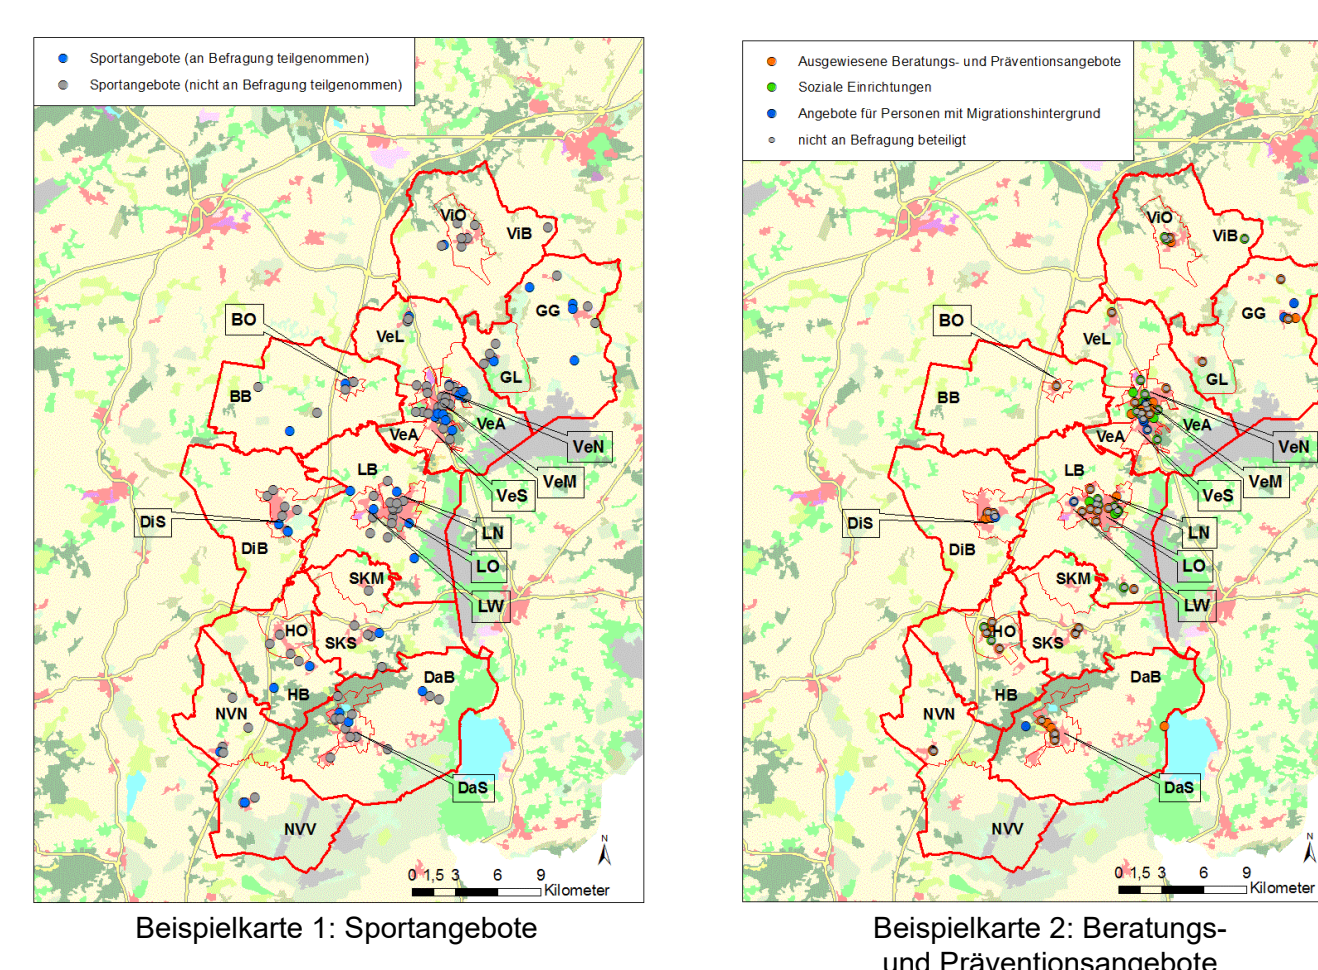 Sportangebote (an Befragung teilgenommen)
Sportangebote (nicht an Befragung teilgenommen)
ViO
ViB
GG
BO
VeL
GL
BB
VeA
VeA
VeN
LB
VeM
VeS
DiS
LN
DiB
LO
SKM
LW
HO
SKS
DaB
HB
NVN
DaS
NVV
N
0 1,5 3 6 9
Kilometer
Beispielkarte 1: Sportangebote
Ausgewiesene Beratungs- und Präventionsangebote
Soziale Einrichtungen
Angebote für Personen mit Migrationshintergrund
nicht an Befragung beteiligt
ViO
ViB
GG
BO
VeL
GL
BB
VeA
VeA
VeN
LB
VeM
VeS
DiS
LN
DiB
LO
SKM
LW
HO
SKS
DaB
HB
NVN
DaS
NVV
N
0 1,5 3 6 9
Kilometer
Beispielkarte 2: Beratungs-
und Präventionsangebote